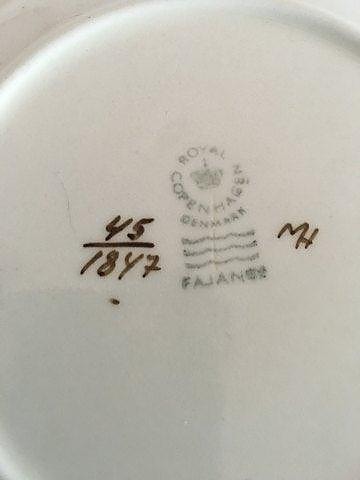 ROYAL
COPENHAGEN
DENMARK
45
1847
FAJANCE
MH